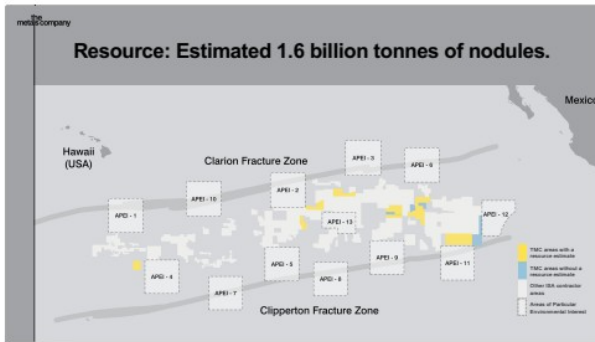 the
metals company
Resource: Estimated 1.6 billion tonnes of nodules.
Mexico
Hawaii
(USA)
Clarion Fracture Zone
APEI - 3
APEI - 6
APEI - 2
APEI - 10
APEI - 1
APEI - 13
APEI - 12
APEI - 9
APEI - 11
APEI - 5
APEI - 4
APEI - 8
APEI - 7
Clipperton Fracture Zone
TMC areas with a
resource estimate
TMC areas without a
resource estimate
Other ISA contractor
areas
Areas of Particular
Environmental Interest